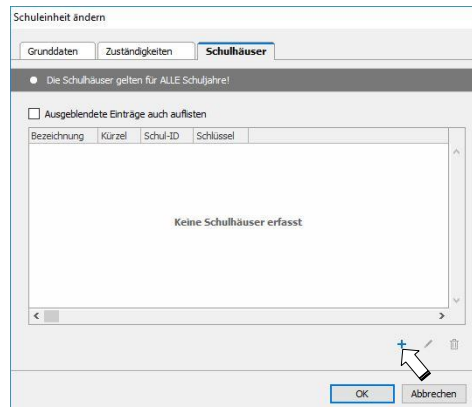 Schuleinheit ändern
Grunddaten Zuständigkeiten Schulhäuser
Die Schulhäuser gelten für ALLE Schuljahre!
Ausgeblendete Einträge auch auflisten
Bezeichnung Kürzel Schul-ID Schlüssel
Keine Schulhäuser erfasst
OK Abbrechen